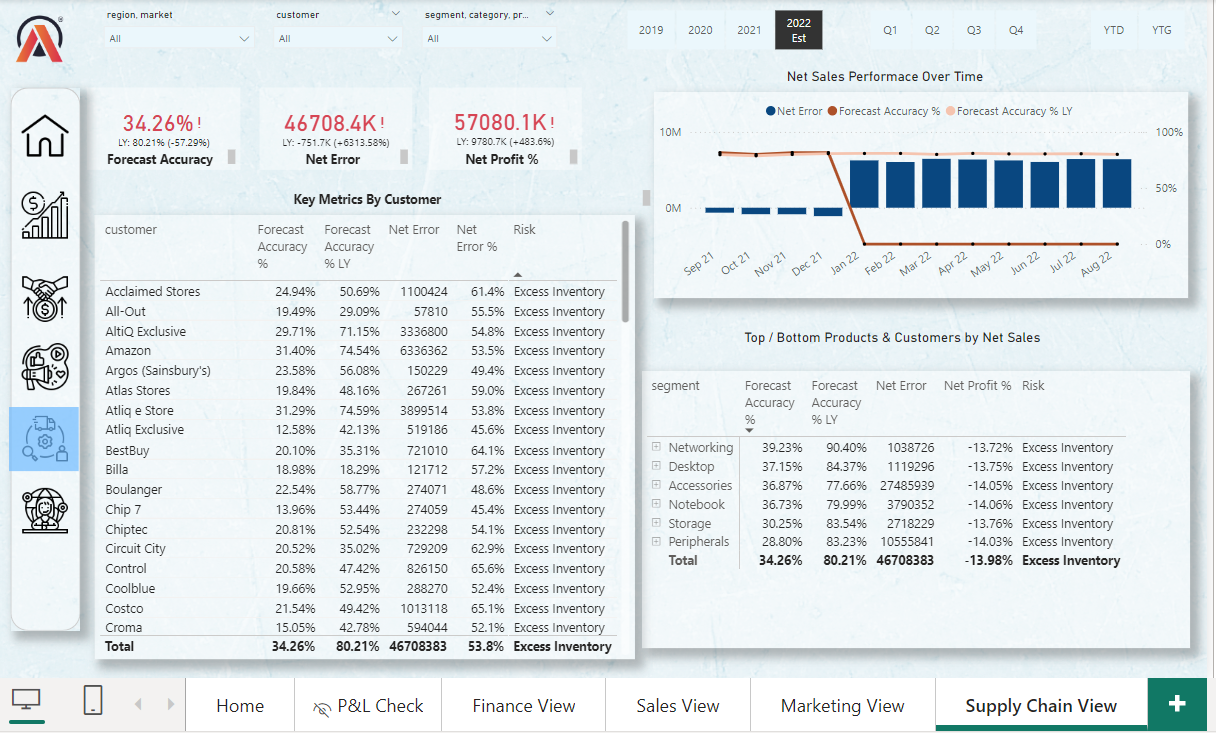 region, market
customer
segment, category, pr...
All
All
All
2019
2020
2021
2022
Est
Q1
Q2
Q3
Q4
YTD
YTG
34.26% !
LY: 80.21% (-57.29%)
Forecast Accuracy
46708.4K !
LY: -751.7K (+6313.58%)
Net Error
57080.1K !
LY: 9780.7K (+483.6%)
Net Profit %
Net Sales Performace Over Time
Net Error Forecast Accuracy % Forecast Accuracy % LY
10M
0M
100%
50%
0%
Sep 21
Oct 21
Nov 21
Dec 21
Jan 22
Feb 22
Mar 22
Apr 22
May 22
Jun 22
Jul 22
Aug 22
Key Metrics By Customer
customer Forecast Accuracy % Forecast Accuracy % LY Net Error Net Error % Risk
Acclaimed Stores 24.94% 50.69% 1100424 61.4% Excess Inventory
All-Out 19.49% 29.09% 57810 55.5% Excess Inventory
AltiQ Exclusive 29.71% 71.15% 3336800 54.8% Excess Inventory
Amazon 31.40% 74.54% 6336362 53.5% Excess Inventory
Argos (Sainsbury's) 23.58% 56.08% 150229 49.4% Excess Inventory
Atlas Stores 19.84% 48.16% 267261 59.0% Excess Inventory
Atliq e Store 31.29% 74.59% 3899514 53.8% Excess Inventory
Atliq Exclusive 12.58% 42.13% 519186 45.6% Excess Inventory
BestBuy 20.10% 35.31% 721010 64.1% Excess Inventory
Billa 18.98% 18.29% 121712 57.2% Excess Inventory
Boulanger 22.54% 58.77% 274071 48.6% Excess Inventory
Chip 7 13.96% 53.44% 274059 45.4% Excess Inventory
Chiptec 20.81% 52.54% 232298 54.1% Excess Inventory
Circuit City 20.52% 35.02% 729209 62.9% Excess Inventory
Control 20.58% 47.42% 826150 65.6% Excess Inventory
Coolblue 19.66% 52.95% 288270 52.4% Excess Inventory
Costco 21.54% 49.42% 1013118 65.1% Excess Inventory
Croma 15.05% 42.78% 594044 52.1% Excess Inventory
Total 34.26% 80.21% 46708383 53.8% Excess Inventory
Top / Bottom Products & Customers by Net Sales
segment Forecast Accuracy % Forecast Accuracy % LY Net Error Net Profit % Risk
Networking 39.23% 90.40% 1038726 -13.72% Excess Inventory
Desktop 37.15% 84.37% 1119296 -13.75% Excess Inventory
Accessories 36.87% 77.66% 27485939 -14.05% Excess Inventory
Notebook 36.73% 79.99% 3790352 -14.06% Excess Inventory
Storage 30.25% 83.54% 2718229 -13.76% Excess Inventory
Peripherals 28.80% 83.23% 10555841 -14.03% Excess Inventory
Total 34.26% 80.21% 46708383 -13.98% Excess Inventory
Home
P&L Check
Finance View
Sales View
Marketing View
Supply Chain View
+